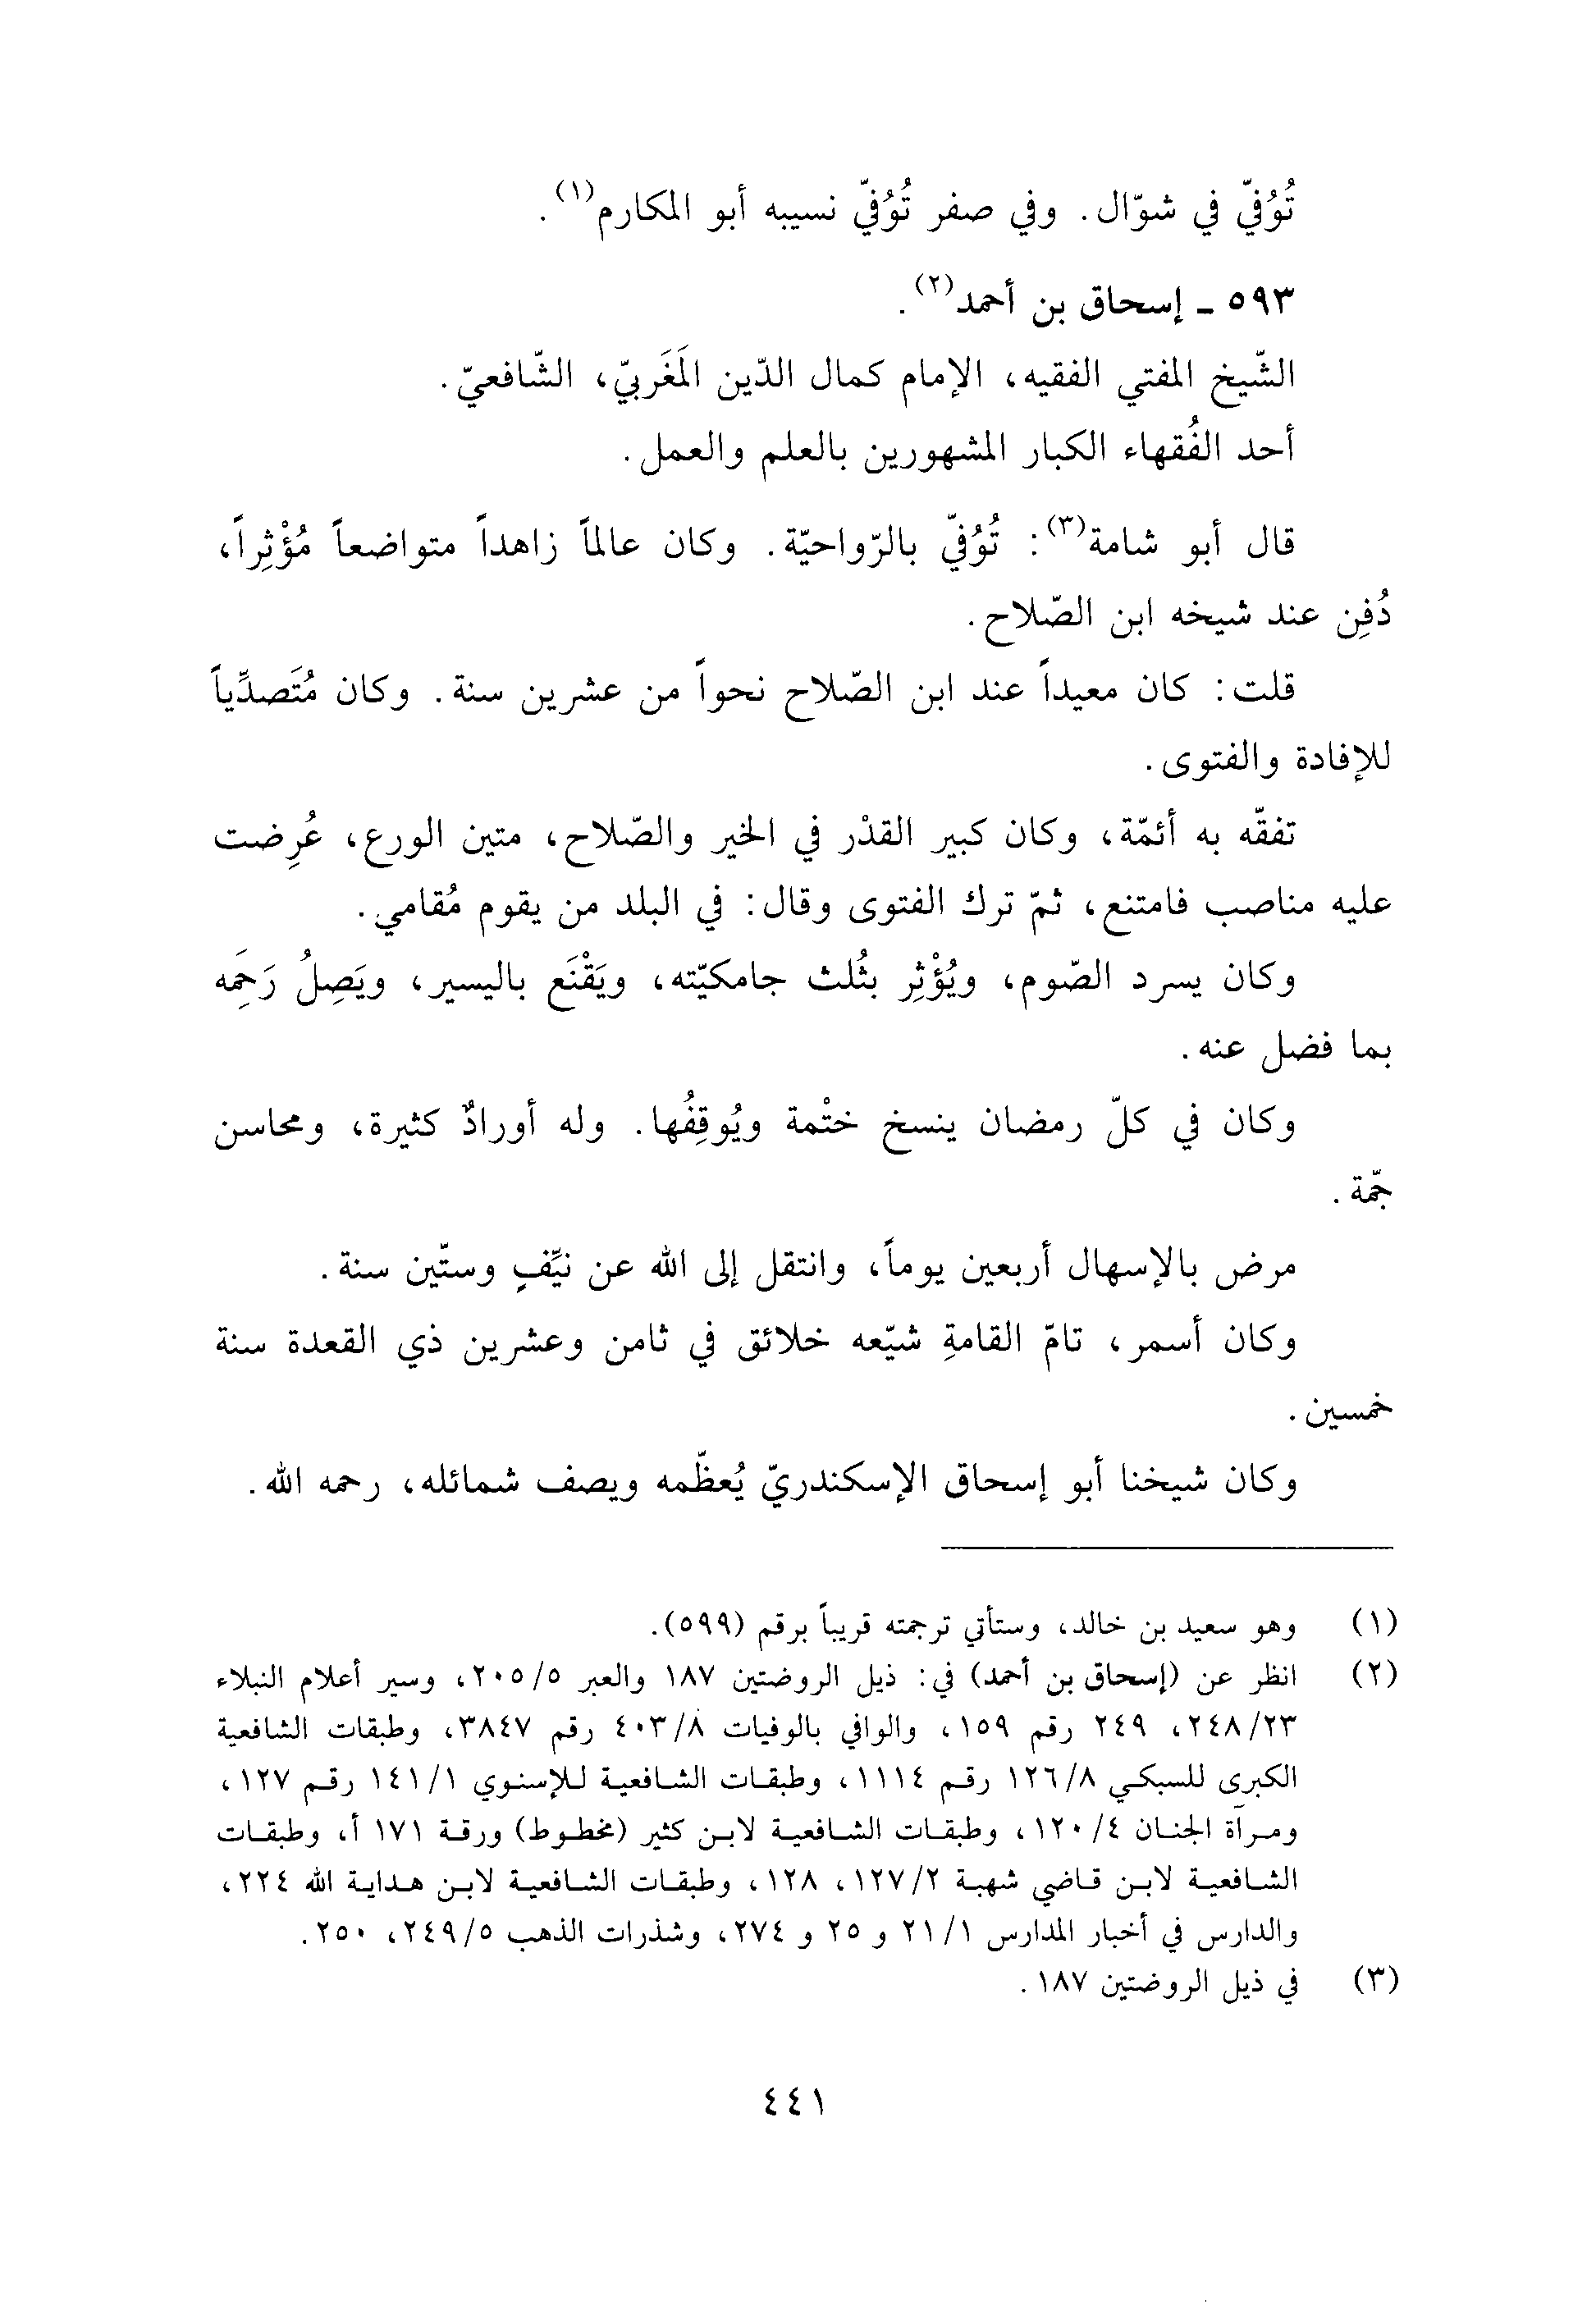 تُوُفّي في شوّال. وفي صفر تُوُفّي نسيبه أبو المكارم(١).
٥٩٣ ـ إسحاق بن أحمد(٢).
الشّيخ المفتي الفقيه، الإمام كمال الدّين المَغَربيّ، الشّافعيّ.
أحد الفُقهاء الكبار المشهورين بالعلم والعمل.
قال أبو شامة(٣): تُوُفّي بالرّواحيّة. وكان عالماً زاهداً متواضعاً مُؤْثِراً،
دُفِن عند شيخه ابن الصّلاح.
قلت: كان معيداً عند ابن الصّلاح نحواً من عشرين سنة. وكان مُتَصدِّياً
للإفادة والفتوى.
تفقّه به أئمّة، وكان كبير القدْر في الخير والصّلاح، متين الورع، عُرِضت
عليه مناصب فامتنع، ثمّ ترك الفتوى وقال: في البلد من يقوم مُقامي.
وكان يسرد الصّوم، ويُؤْثِر بثُلث جامكيّته، ويَقْنَع باليسير، ويَصِلُ رَحِمَه
بما فضل عنه.
وكان في كلّ رمضان ينسخ ختْمة ويُوقِفُها. وله أورادٌ كثيرة، ومحاسن
جمّة.
مرض بالإسهال أربعين يوماً، وانتقل إلى الله عن نيِّفٍ وستّين سنة.
وكان أسمر، تامّ القامةِ شيّعه خلائق في ثامن وعشرين ذي القعدة سنة
خمسين.
وكان شيخنا أبو إسحاق الإسكندريّ يُعظّمه ويصف شمائله، رحمه الله.
(١) وهو سعيد بن خالد، وستأتي ترجمته قريباً برقم (٥٩٩).
(٢) انظر عن (إسحاق بن أحمد) في: ذيل الروضتين ١٨٧ والعبر ٢٠٥/٥، وسير أعلام النبلاء
٢٤٨/٢٣، ٢٤٩ رقم ١٥٩، والوافي بالوفيات ٤٠٣/٨ رقم ٣٨٤٧، وطبقات الشافعية
الكبرى للسبكي ١٢٦/٨ رقم ١١١٤، وطبقات الشافعية للإسنوي ١٤١/١ رقم ١٢٧،
ومرآة الجنان ١٢٠/٤، وطبقات الشافعية لابن كثير (مخطوط) ورقة ١٧١ أ، وطبقات
الشافعية لابن قاضي شهبة ١٢٧/٢، ١٢٨، وطبقات الشافعية لابن هداية الله ٢٢٤،
والدارس في أخبار المدارس ٢١/١ و ٢٥ و ٢٧٤، وشذرات الذهب ٢٤٩/٥، ٢٥٠.
(٣) في ذيل الروضتين ١٨٧.
٤٤١